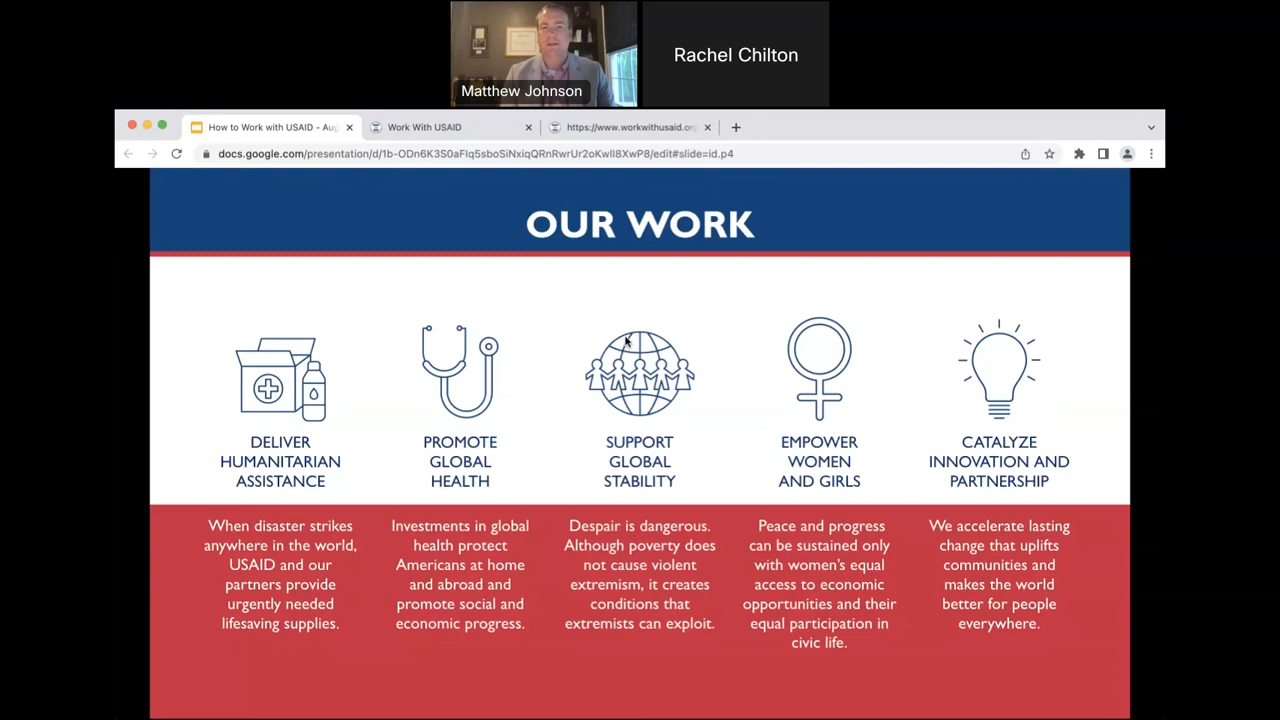 Matthew Johnson
Rachel Chilton
How to Work with USAID - Aug
Work With USAID
https://www.workwithusaid.org
docs.google.com/presentation/d/1b-ODn6K3S0aFIq5sboSiNxiqQRnRwrUr2oKwII8XwP8/edit#slide=id.p4
OUR WORK
DELIVER
HUMANITARIAN
ASSISTANCE
When disaster strikes
anywhere in the world,
USAID and our
partners provide
urgently needed
lifesaving supplies.
PROMOTE
GLOBAL
HEALTH
Investments in global
health protect
Americans at home
and abroad and
promote social and
economic progress.
SUPPORT
GLOBAL
STABILITY
Despair is dangerous.
Although poverty does
not cause violent
extremism, it creates
conditions that
extremists can exploit.
EMPOWER
WOMEN
AND GIRLS
Peace and progress
can be sustained only
with women’s equal
access to economic
opportunities and their
equal participation in
civic life.
CATALYZE
INNOVATION AND
PARTNERSHIP
We accelerate lasting
change that uplifts
communities and
makes the world
better for people
everywhere.